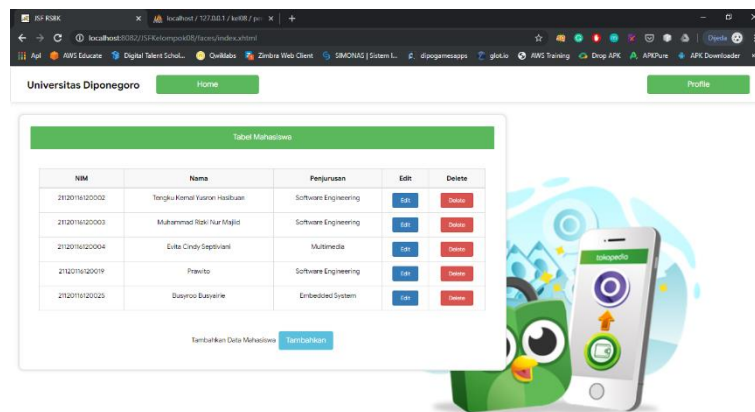 JSF RSBK
localhost / 127.0.0.1 / kel08 / pe
localhost:8082/JSFKelompok08/faces/index.xhtml
Djeda
Apl
AWS Educate
Digital Talent Schol...
Qwiklabs
Zimbra Web Client
SIMONAS | Sistem I...
dipogamesapps
glot.io
AWS Training
Drop APK
APKPure
APK Downloader
Universitas Diponegoro
Home
Profile
Tabel Mahasiswa
NIM Nama Penjurusan Edit Delete
21120116120002 Tengku Kemal Yusron Hasibuan Software Engineering Edit Delete
21120116120003 Muhammad Rizki Nur Majiid Software Engineering Edit Delete
21120116120004 Evita Cindy Septiviani Multimedia Edit Delete
21120116120019 Prawito Software Engineering Edit Delete
21120116120025 Busyroo Busyairie Embedded System Edit Delete
Tambahkan Data Mahasiswa Tambahkan
tokopedia